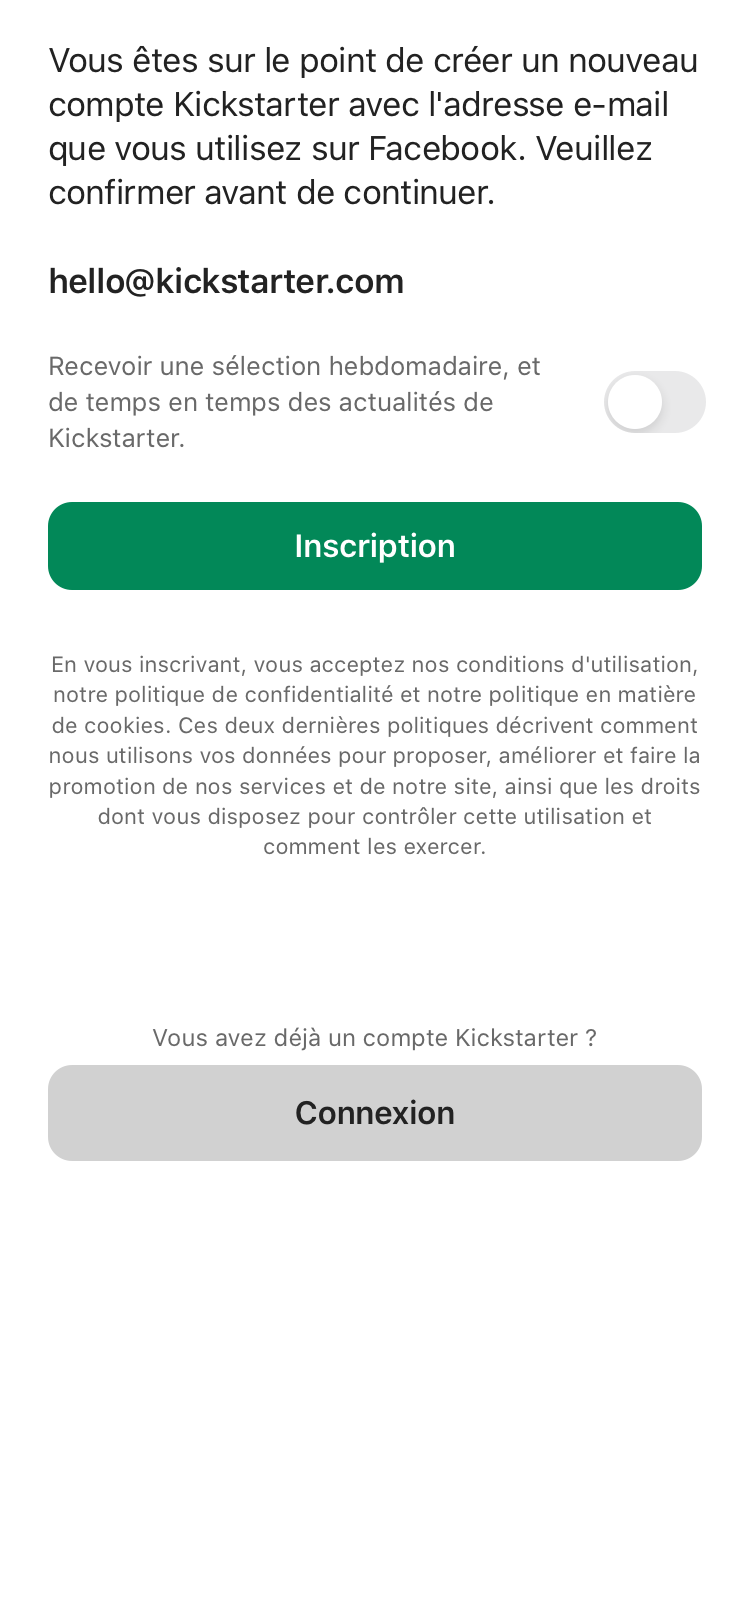 Vous êtes sur le point de créer un nouveau
compte Kickstarter avec l'adresse e-mail
que vous utilisez sur Facebook. Veuillez
confirmer avant de continuer.
hello@kickstarter.com
Recevoir une sélection hebdomadaire, et
de temps en temps des actualités de
Kickstarter.
Inscription
En vous inscrivant, vous acceptez nos conditions d'utilisation,
notre politique de confidentialité et notre politique en matière
de cookies. Ces deux dernières politiques décrivent comment
nous utilisons vos données pour proposer, améliorer et faire la
promotion de nos services et de notre site, ainsi que les droits
dont vous disposez pour contrôler cette utilisation et
comment les exercer.
Vous avez déjà un compte Kickstarter ?
Connexion